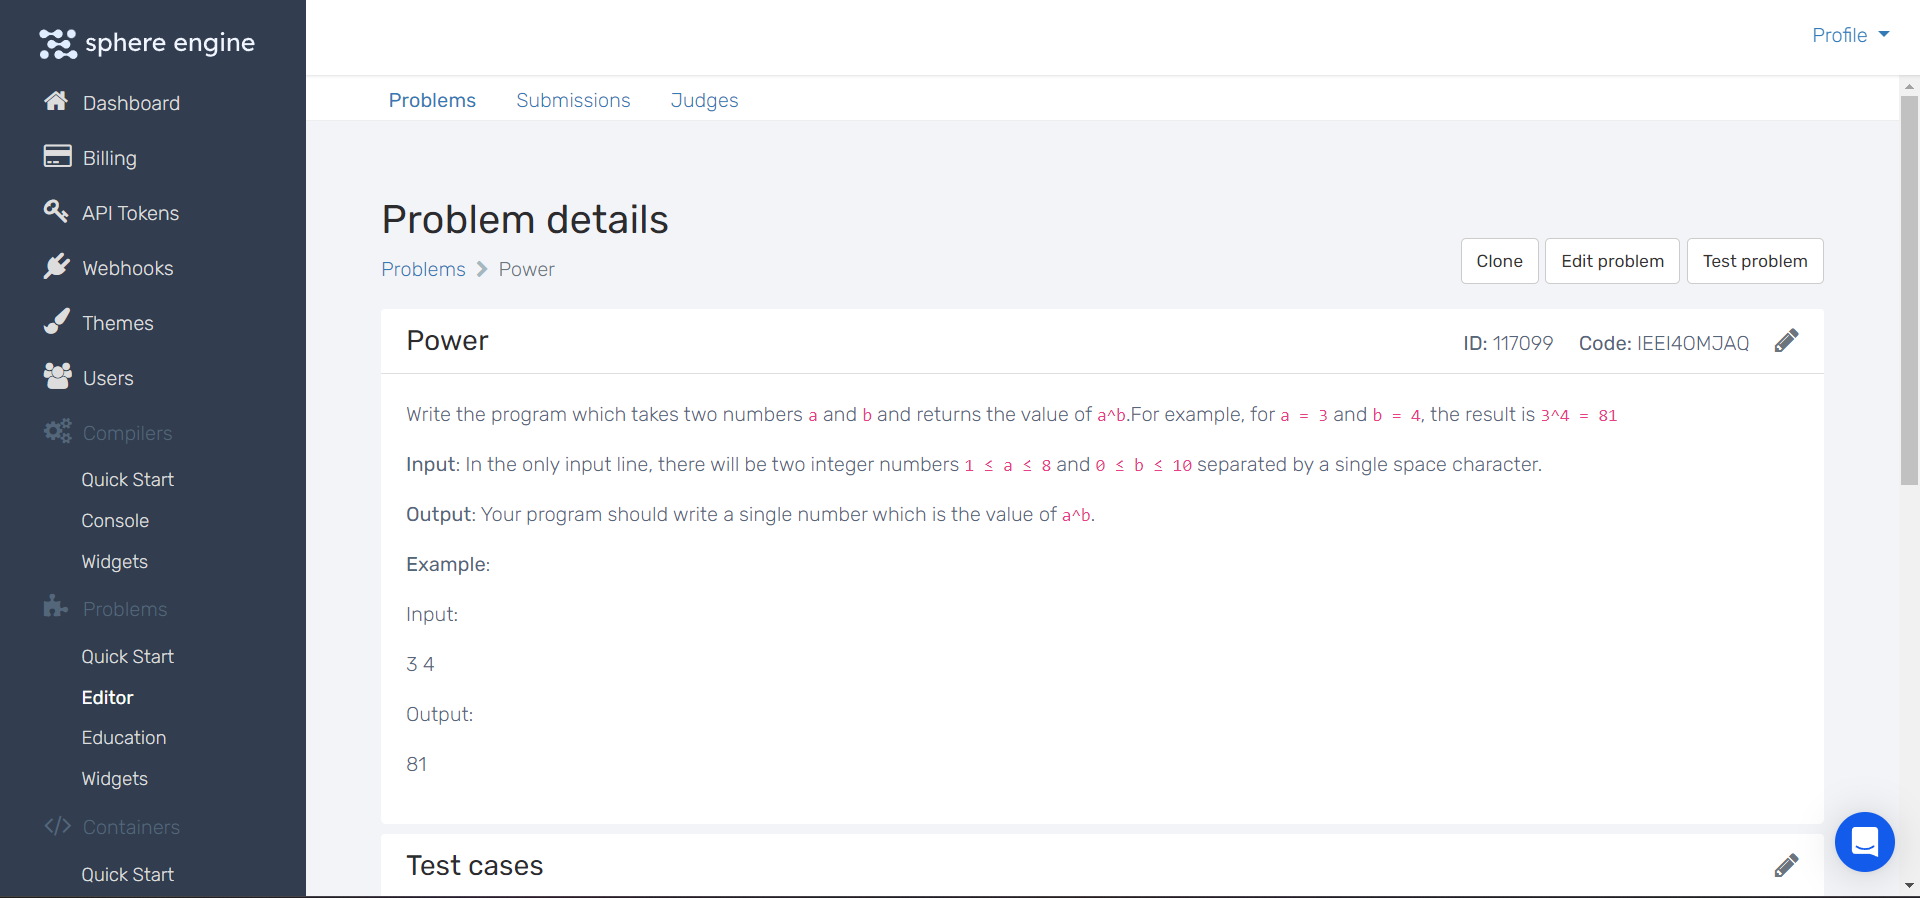 sphere engine
Profile
Dashboard
Problems Submissions Judges
Billing
API Tokens
Problem details
Webhooks
Problems Power
Clone Edit problem Test problem
Themes
Power
ID: 117099 Code: IEEI4OMJAQ
Users
Write the program which takes two numbers a and b and returns the value of a^b.For example, for a = 3 and b = 4, the result is 3^4 = 81
Compilers
Input: In the only input line, there will be two integer numbers 1 ≤ a ≤ 8 and 0 ≤ b ≤ 10 separated by a single space character.
Quick Start
Output: Your program should write a single number which is the value of a^b.
Console
Widgets
Example:
Problems
Input:
Quick Start
3 4
Editor
Output:
Education
81
Widgets
Containers
Test cases
Quick Start